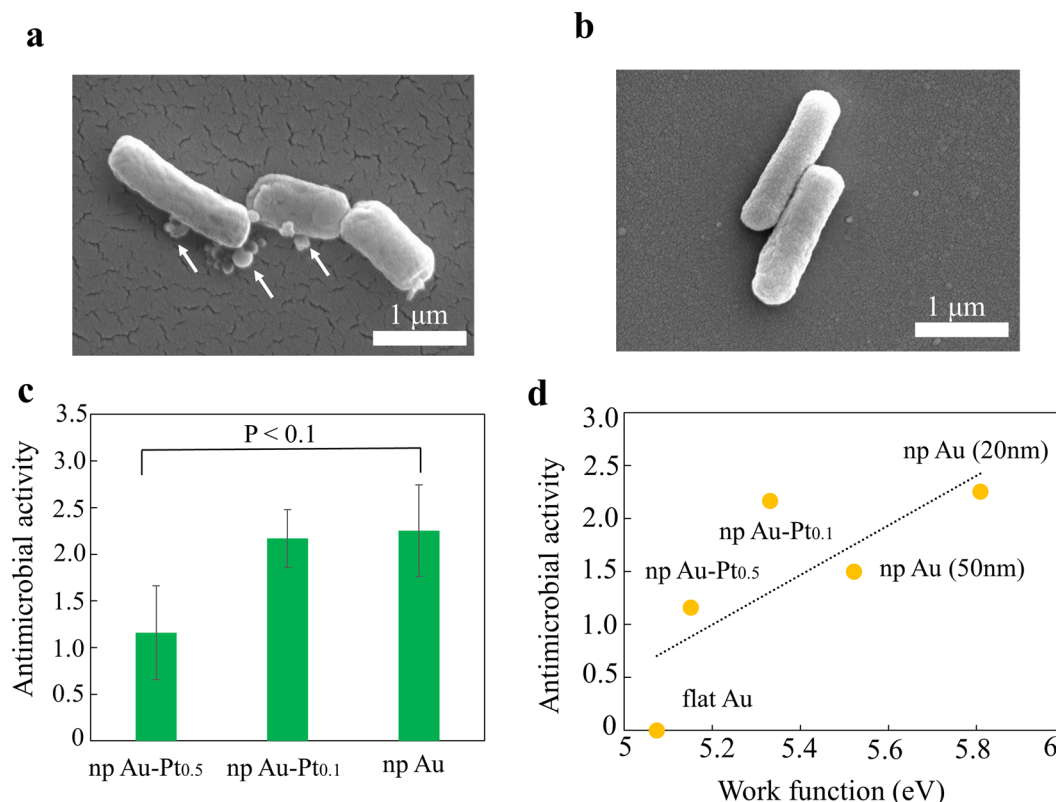 a
b
1 μm
1 μm
c
Antimicrobial activity
3.5
3.0
2.5
2.0
1.5
1.0
0.5
0
P < 0.1
np Au-Pt0.5
np Au-Pt0.1
np Au
d
Antimicrobial activity
3.0
2.5
2.0
1.5
1.0
0.5
0
np Au (20nm)
np Au-Pt0.1
np Au-Pt0.5
np Au (50nm)
flat Au
5
5.2
5.4
5.6
5.8
6
Work function (eV)